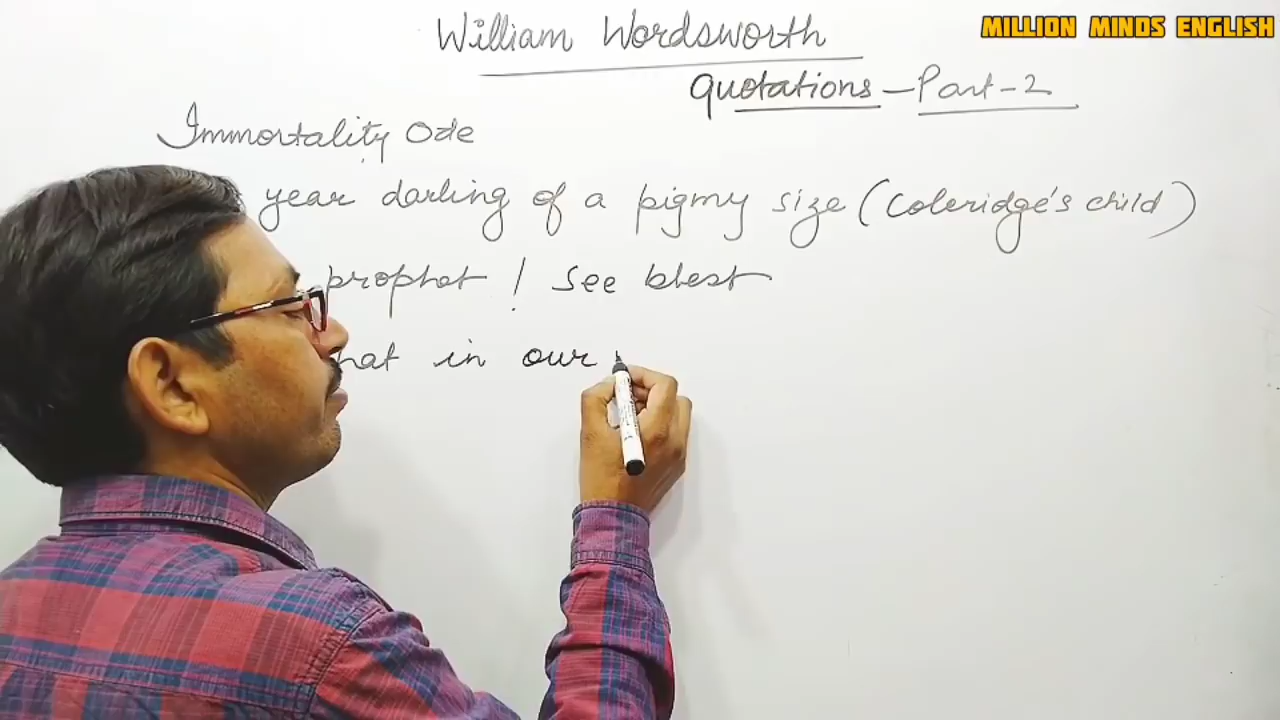 William Wordsworth
MILLION MINDS ENGLISH
Quotations - Part - 2
Immortality Ode
year darling of a pigmy size (Coleridge's child)
prophet ! See blest
in our